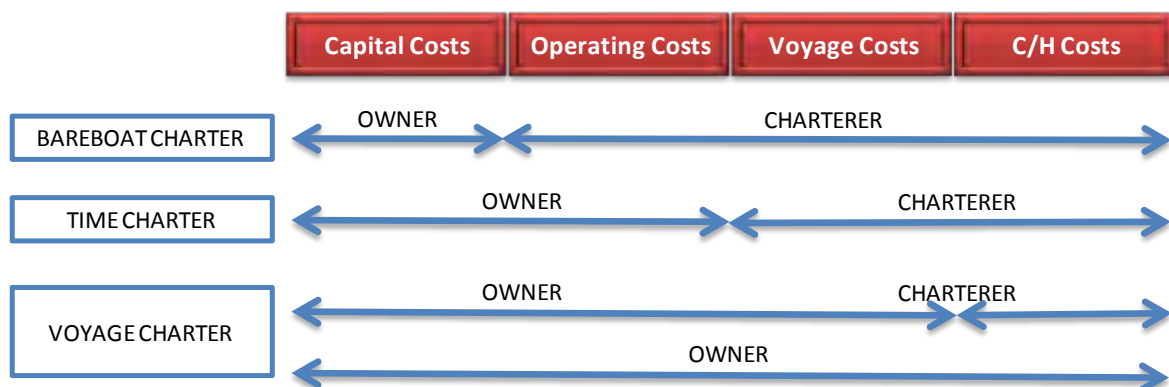 Capital Costs Operating Costs Voyage Costs C/H Costs
BAREBOAT CHARTER OWNER CHARTERER
TIME CHARTER OWNER CHARTERER
VOYAGE CHARTER OWNER CHARTERER
OWNER